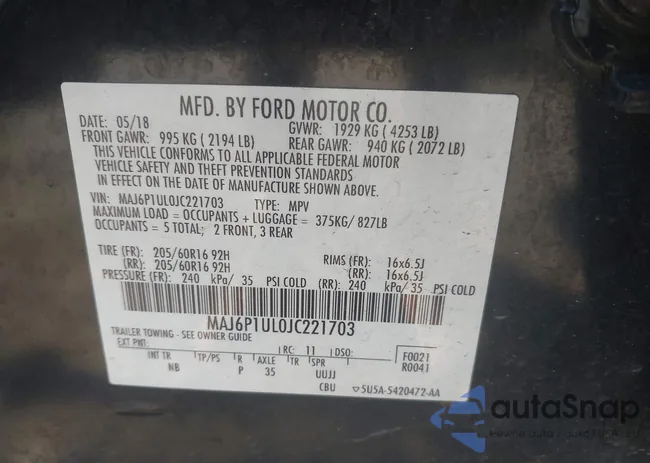 MFD. BY FORD MOTOR CO.
DATE: 05/18 GVWR: 1929 KG ( 4253 LB)
FRONT GAWR: 995 KG ( 2194 LB) REAR GAWR: 940 KG ( 2072 LB)
THIS VEHICLE CONFORMS TO ALL APPLICABLE FEDERAL MOTOR
VEHICLE SAFETY AND THEFT PREVENTION STANDARDS
IN EFFECT ON THE DATE OF MANUFACTURE SHOWN ABOVE.
VIN: MAJ6P1UL0JC221703 TYPE: MPV
MAXIMUM LOAD = OCCUPANTS + LUGGAGE = 375KG/ 827LB
OCCUPANTS = 5 TOTAL; 2 FRONT, 3 REAR
TIRE (FR): 205/60R16 92H RIMS (FR): 16x6.5J
(RR): 205/60R16 92H (RR): 16x6.5J
PRESSURE (FR): 240 kPa/ 35 PSI COLD (RR): 240 kPa/ 35 PSI COLD
MAJ6P1UL0JC221703
TRAILER TOWING - SEE OWNER GUIDE
EXT PNT: RC: 11 DSO: F0021
INT TR TP/PS R AXLE TR SPR R0041
NB P 35 UUJJ
CBU 5U5A-5420472-AA
autoSnap